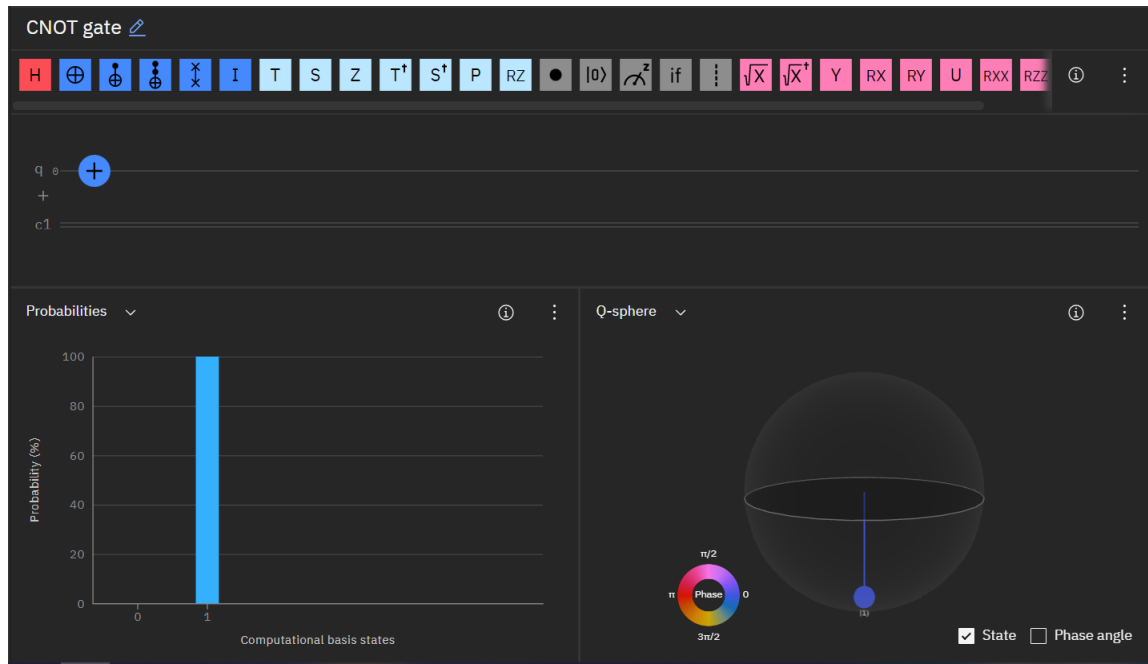 CNOT gate
H T S Z T† S† P RZ |0⟩ z if √X √X† Y RX RY U RXX RZZ
I
q 0
+
c1
Probabilities
100
80
60
40
20
0
Probability (%)
0 1
Computational basis states
Q-sphere
π/2
π Phase 0
3π/2
|1⟩
State Phase angle